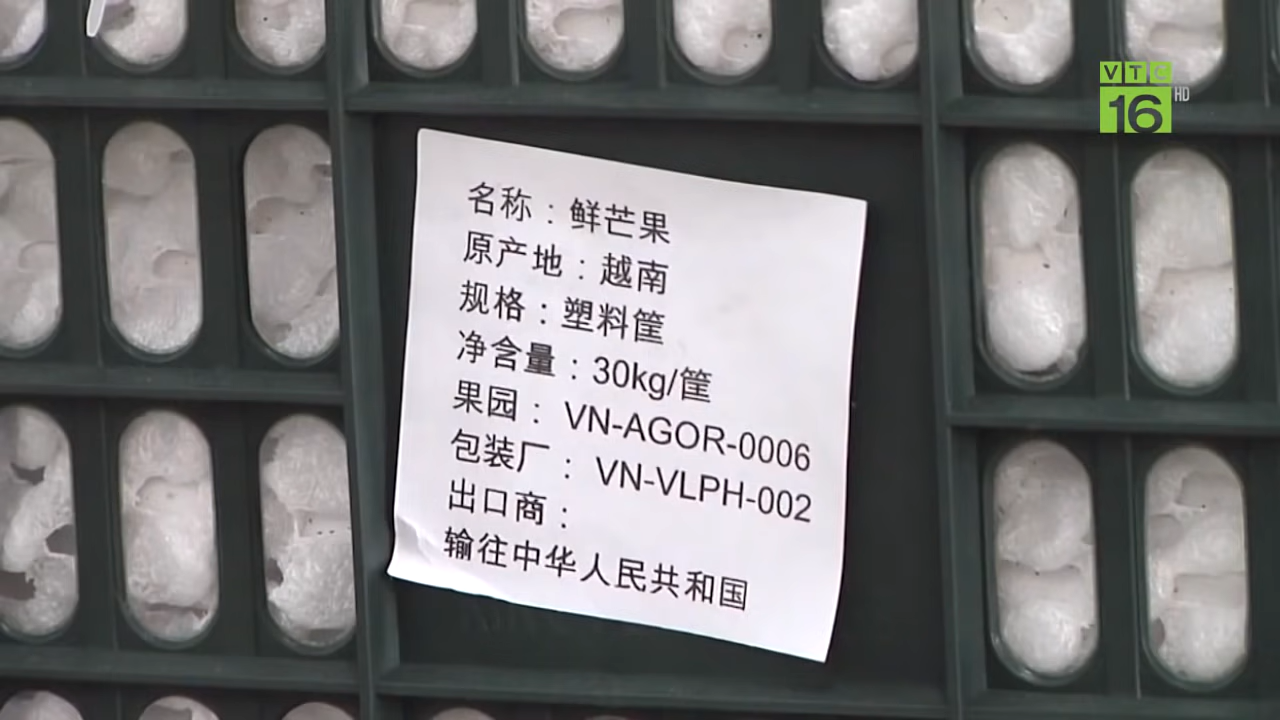 VTC
16 HD
名称：鲜芒果
原产地：越南
规格：塑料筐
净含量：30kg/筐
果园： VN-AGOR-0006
包装厂： VN-VLPH-002
出口商：
输往中华人民共和国